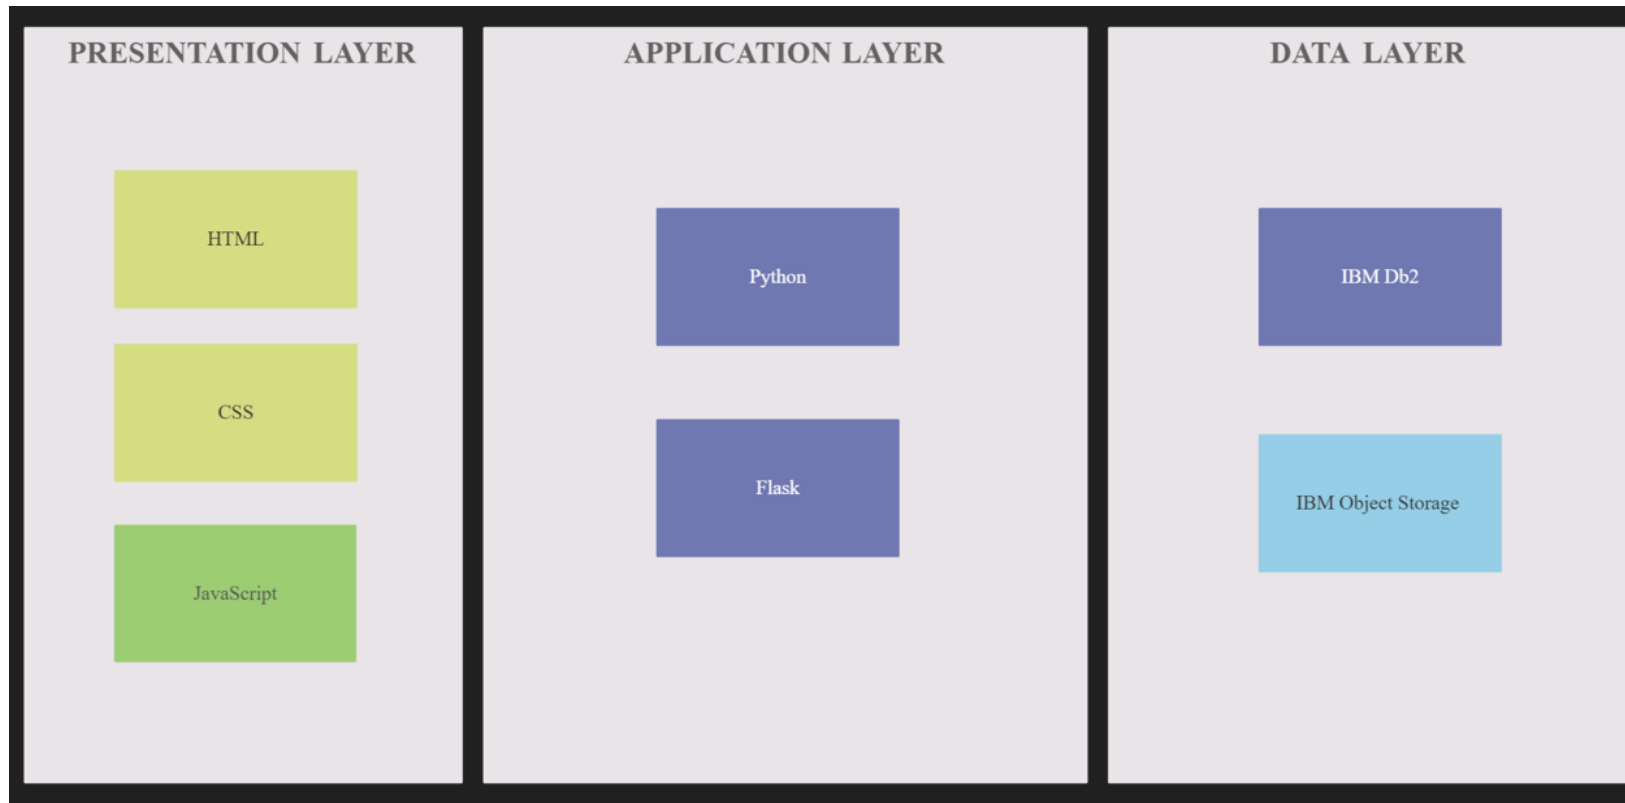 PRESENTATION LAYER
HTML
CSS
JavaScript
APPLICATION LAYER
Python
Flask
DATA LAYER
IBM Db2
IBM Object Storage